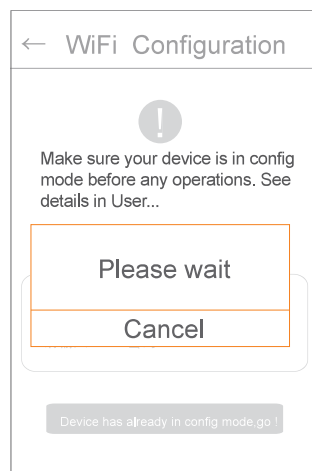 ← WiFi Configuration
!
Make sure your device is in config
mode before any operations. See
details in User...
Please wait
Cancel
Device has already in config mode,go !